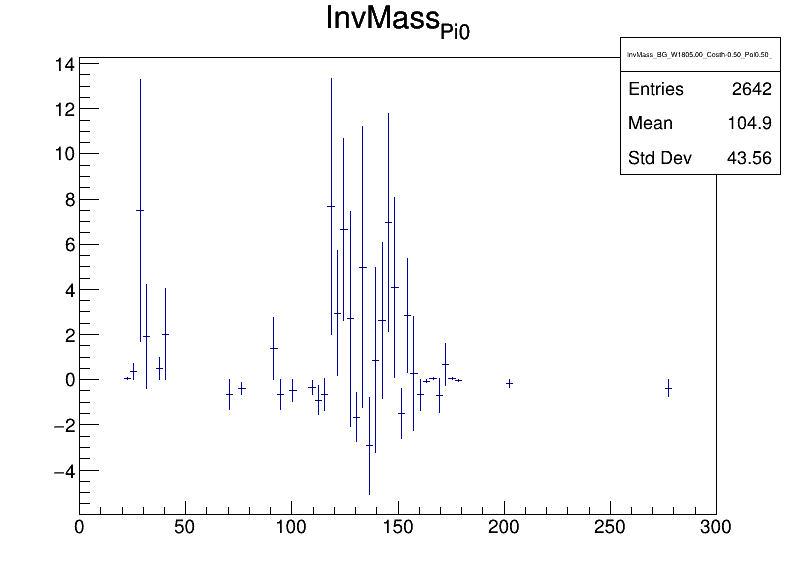 InvMassPi0
InvMass_BG_W1805.00_Costh-0.50_Pol0.50_
Entries 2642
Mean 104.9
Std Dev 43.56
14
12
10
8
6
4
2
0
−2
−4
0 50 100 150 200 250 300